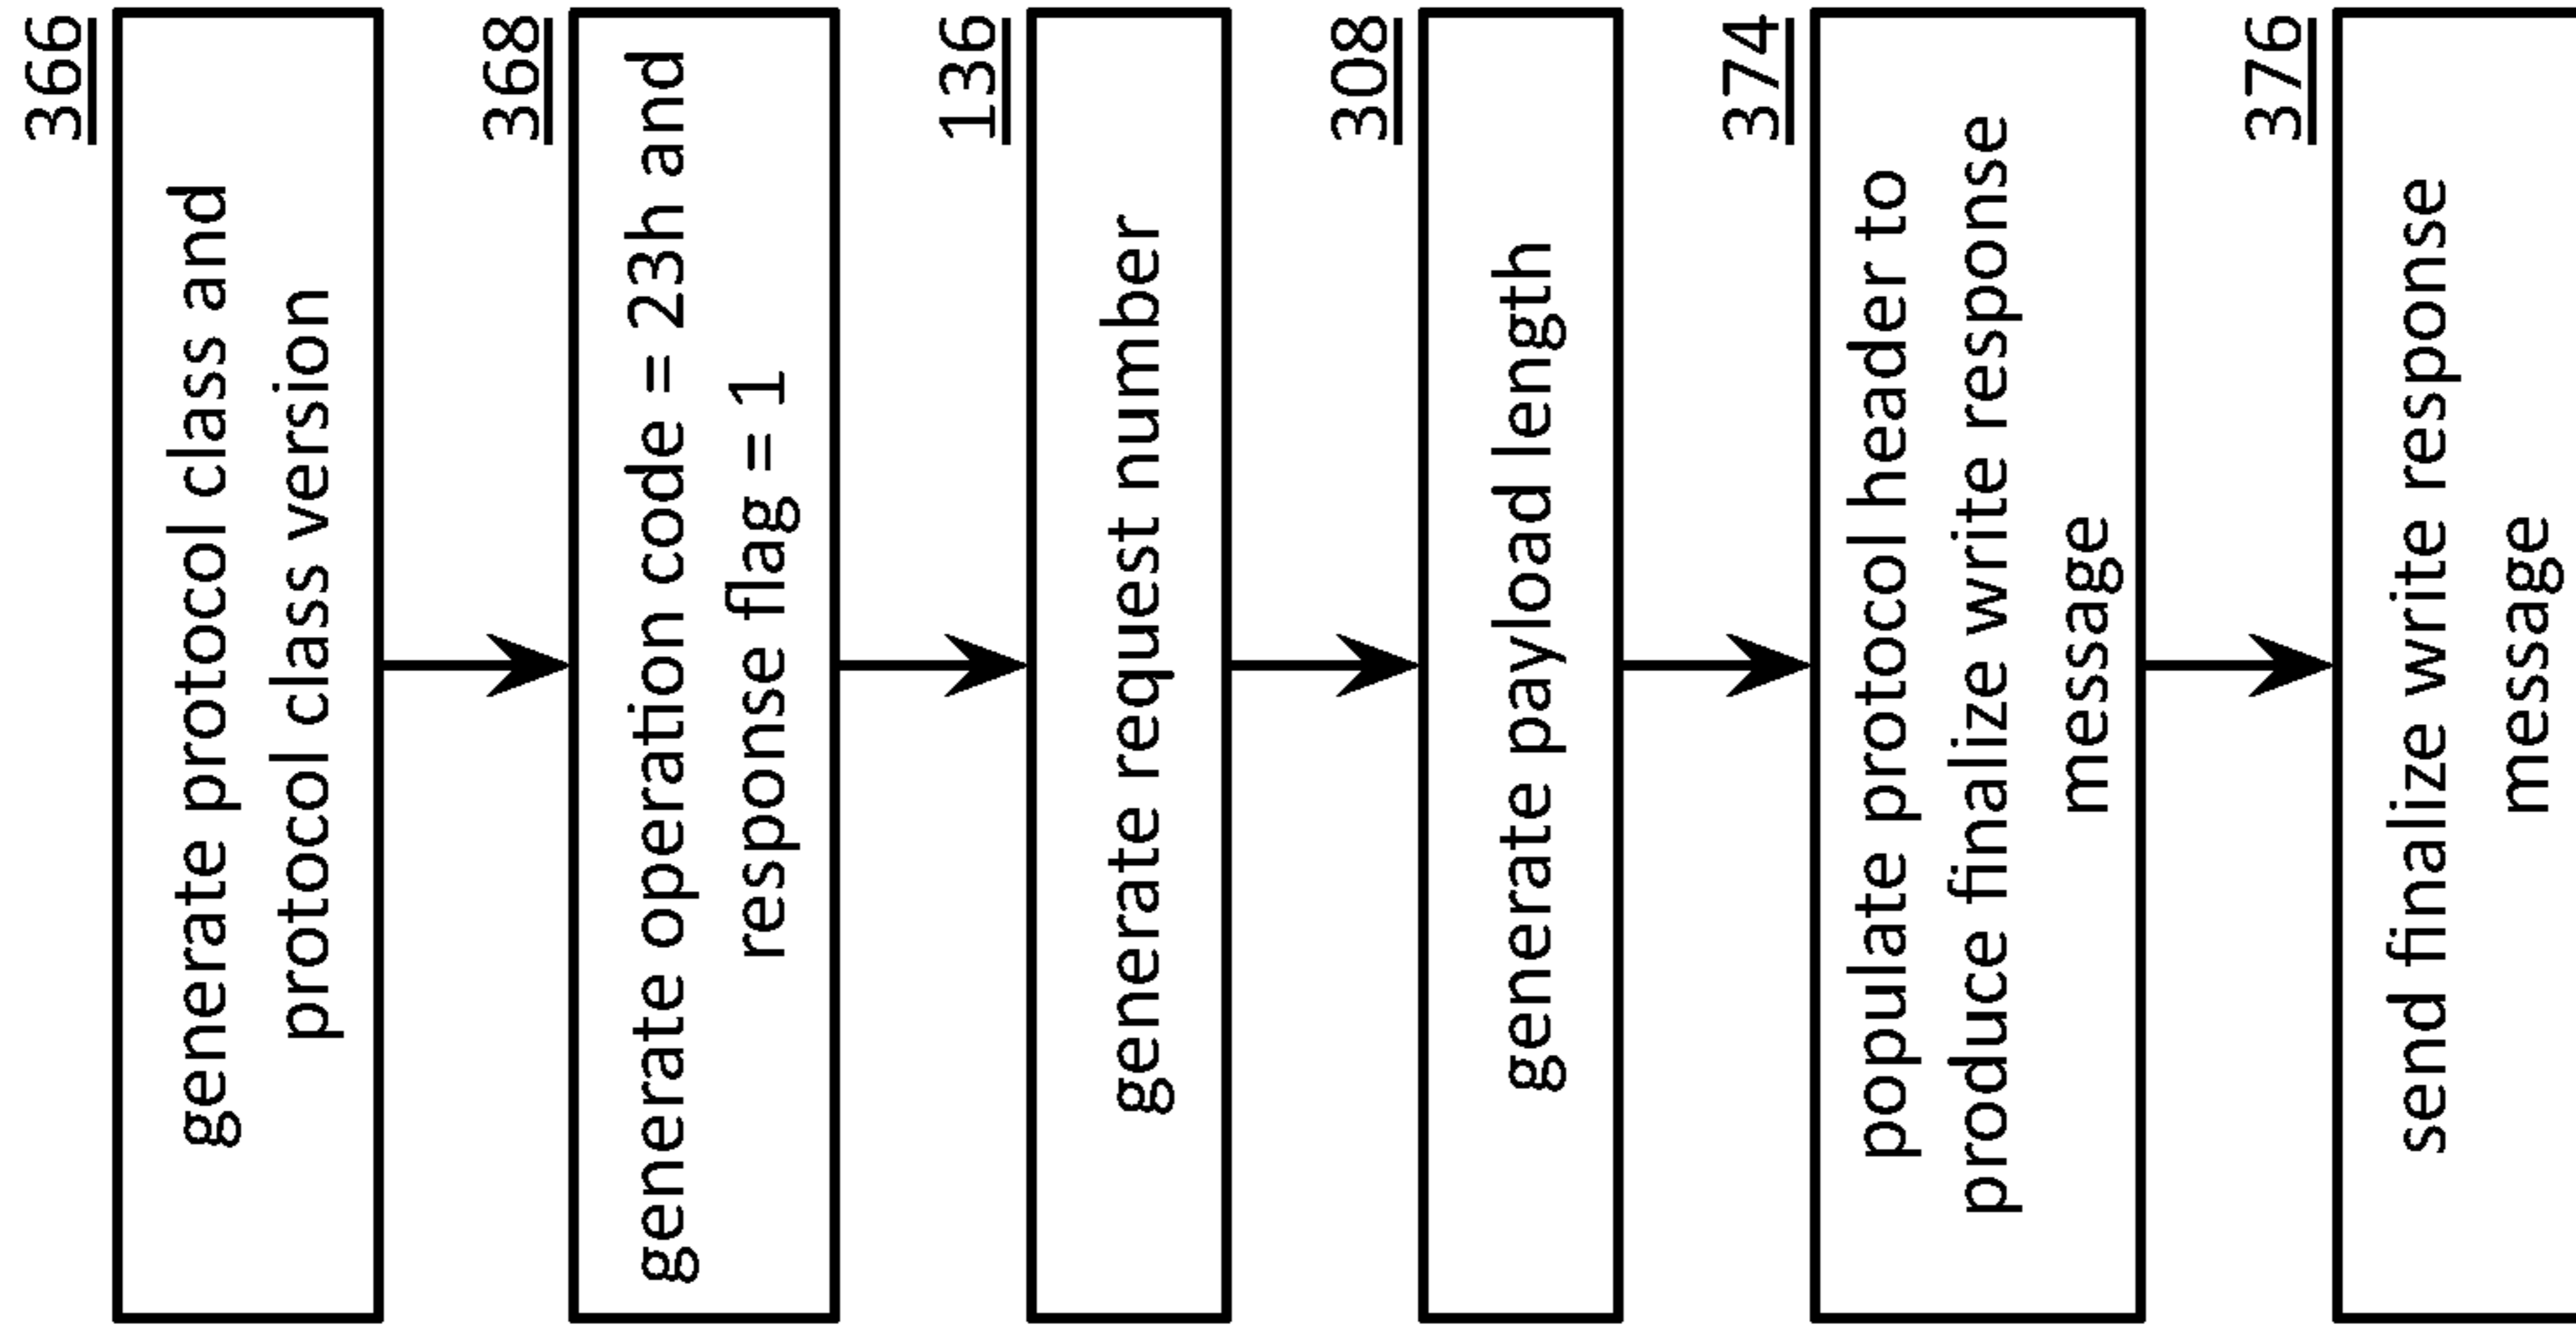 366
generate protocol class and
protocol class version
368
generate operation code = 23h and
response flag = 1
136
generate request number
308
generate payload length
374
populate protocol header to
produce finalize write response
message
376
send finalize write response
message